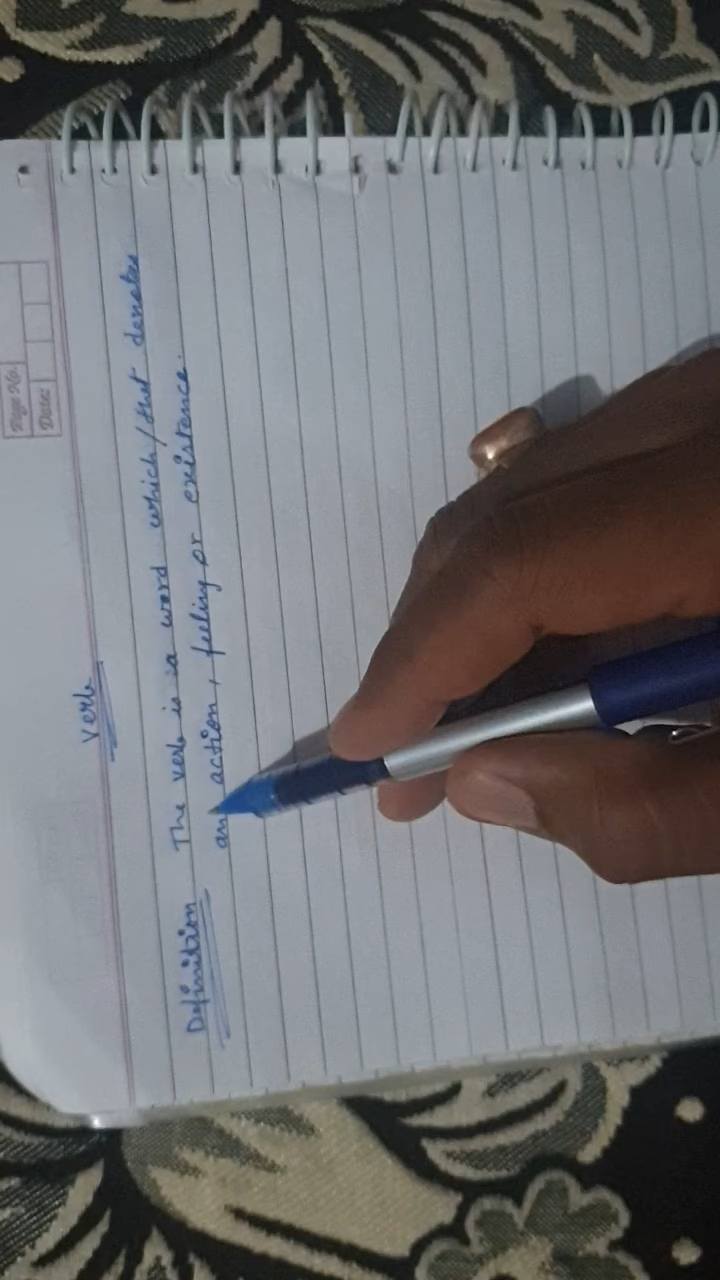 Page No.
Date:
Verb
Definition The verb is a word which/that denotes
an action, feeling or existence.